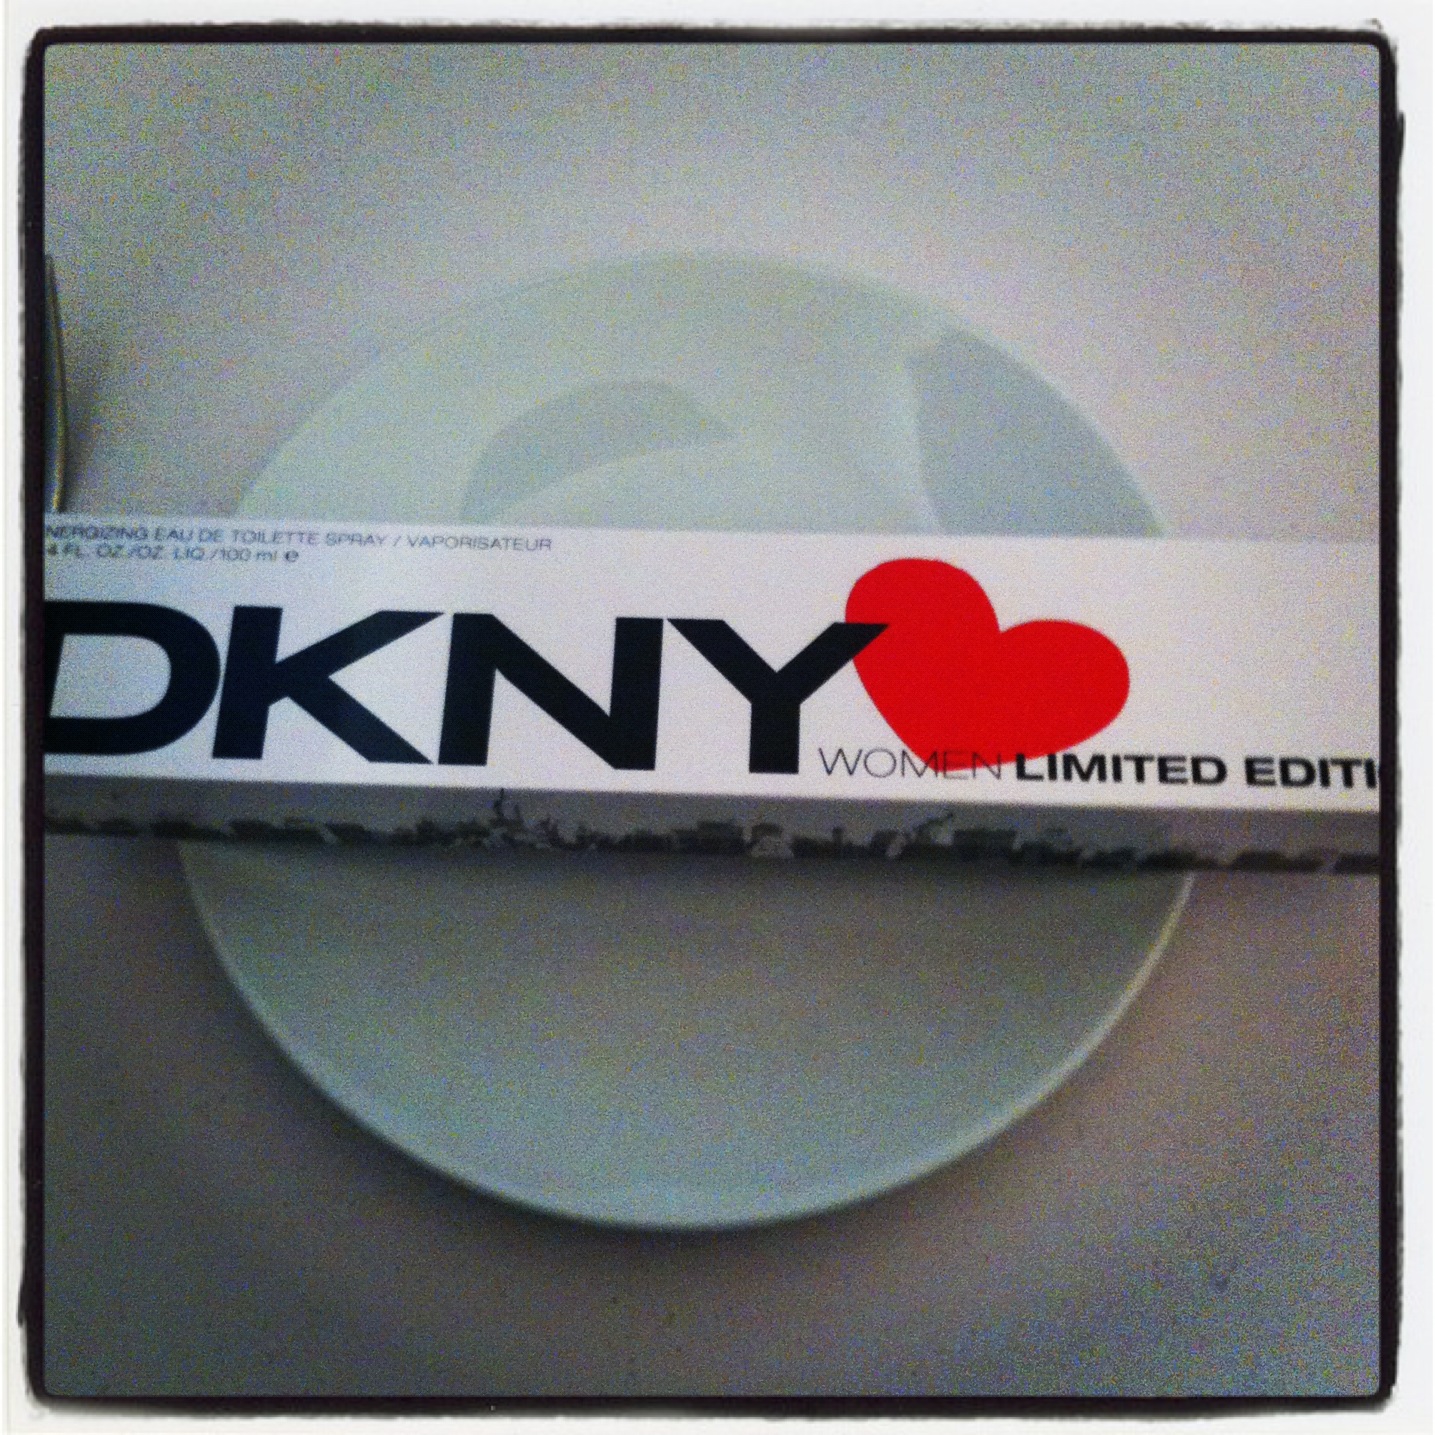 NERGIZING EAU DE TOILETTE SPRAY / VAPORISATEUR
4 FL. OZ./OZ. LIQ./100 ml e
DKNY
WOMEN LIMITED EDITI